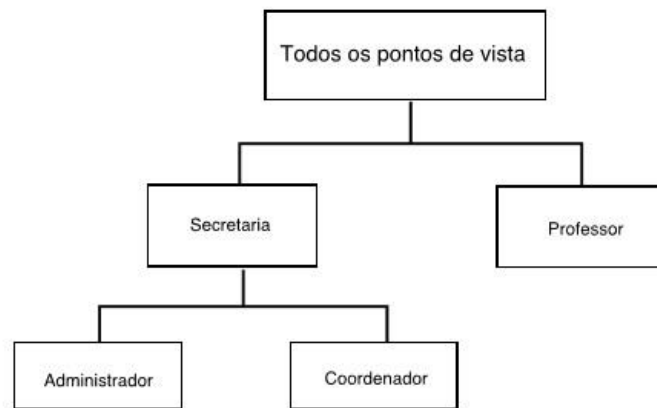 Todos os pontos de vista
Secretaria
Professor
Administrador
Coordenador